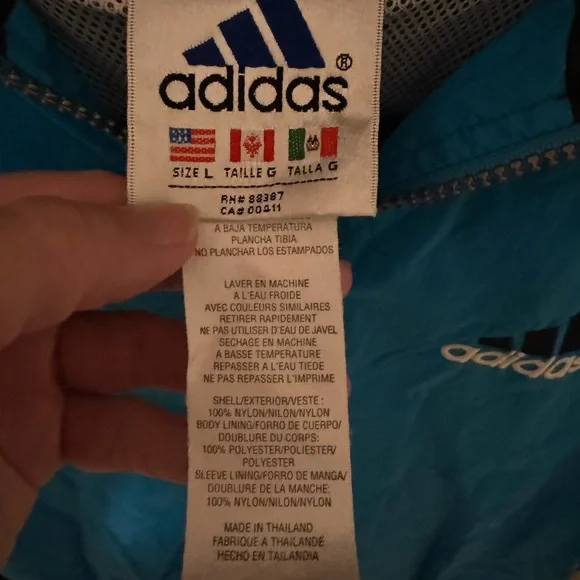 adidas®
SIZE L TAILLE G TALLA G
RN# 88387
CA# 00411
A BAJA TEMPERATURA
PLANCHA TIBIA
NO PLANCHAR LOS ESTAMPADOS
LAVER EN MACHINE
A L'EAU FROIDE
AVEC COULEURS SIMILAIRES
RETIRER RAPIDEMENT
NE PAS UTILISER D'EAU DE JAVEL
SECHAGE EN MACHINE
A BASSE TEMPERATURE
REPASSER A L'EAU TIEDE
NE PAS REPASSER L'IMPRIME
SHELL/EXTERIOR/VESTE:
100% NYLON/NILON/NYLON
BODY LINING/FORRO DE CUERPO/
DOUBLURE DU CORPS:
100% POLYESTER/POLIESTER/
POLYESTER
SLEEVE LINING/FORRO DE MANGA/
DOUBLURE DE LA MANCHE:
100% NYLON/NILON/NYLON
MADE IN THAILAND
FABRIQUE A THAILANDE
HECHO EN TAILANDIA
adidas